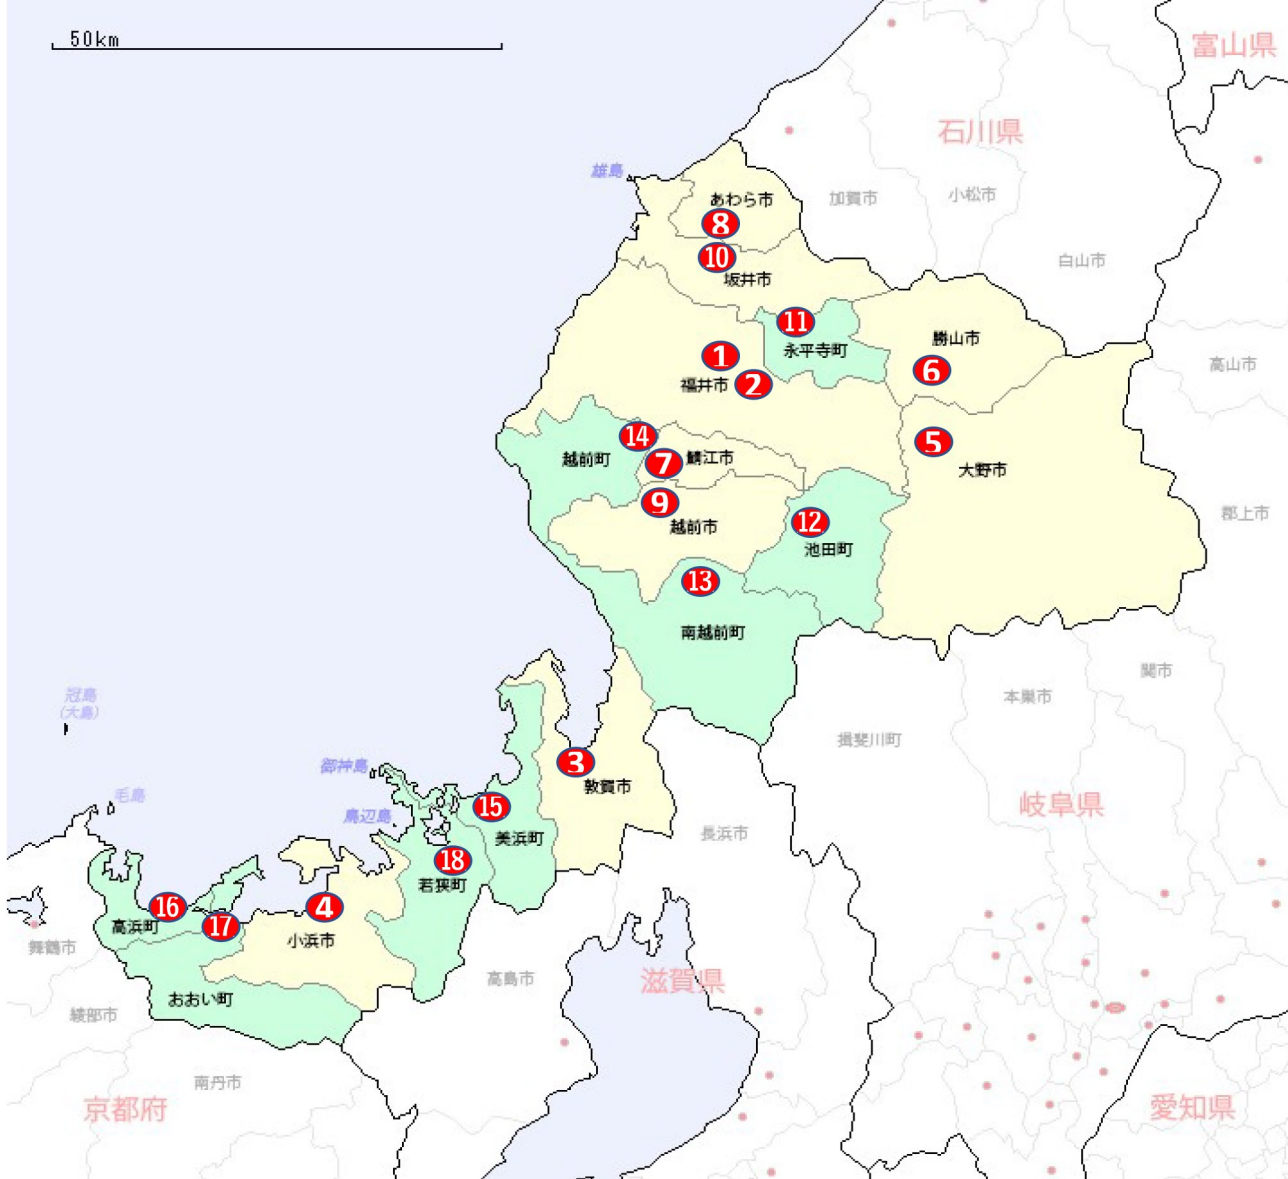 50km
富山県
石川県
雄島
あわら市
加賀市
小松市
8
10
坂井市
白山市
11
永平寺町
勝山市
高山市
1
6
福井市
2
14
5
越前町
7
鯖江市
大野市
9
越前市
12
池田町
郡上市
13
南越前町
冠島
(大島)
関市
本巣市
揖斐川町
御神島
3
敦賀市
毛島
烏辺島
15
美浜町
長浜市
岐阜県
18
若狭町
16
高浜町
17
4
小浜市
舞鶴市
おおい町
高島市
滋賀県
綾部市
南丹市
京都府
愛知県